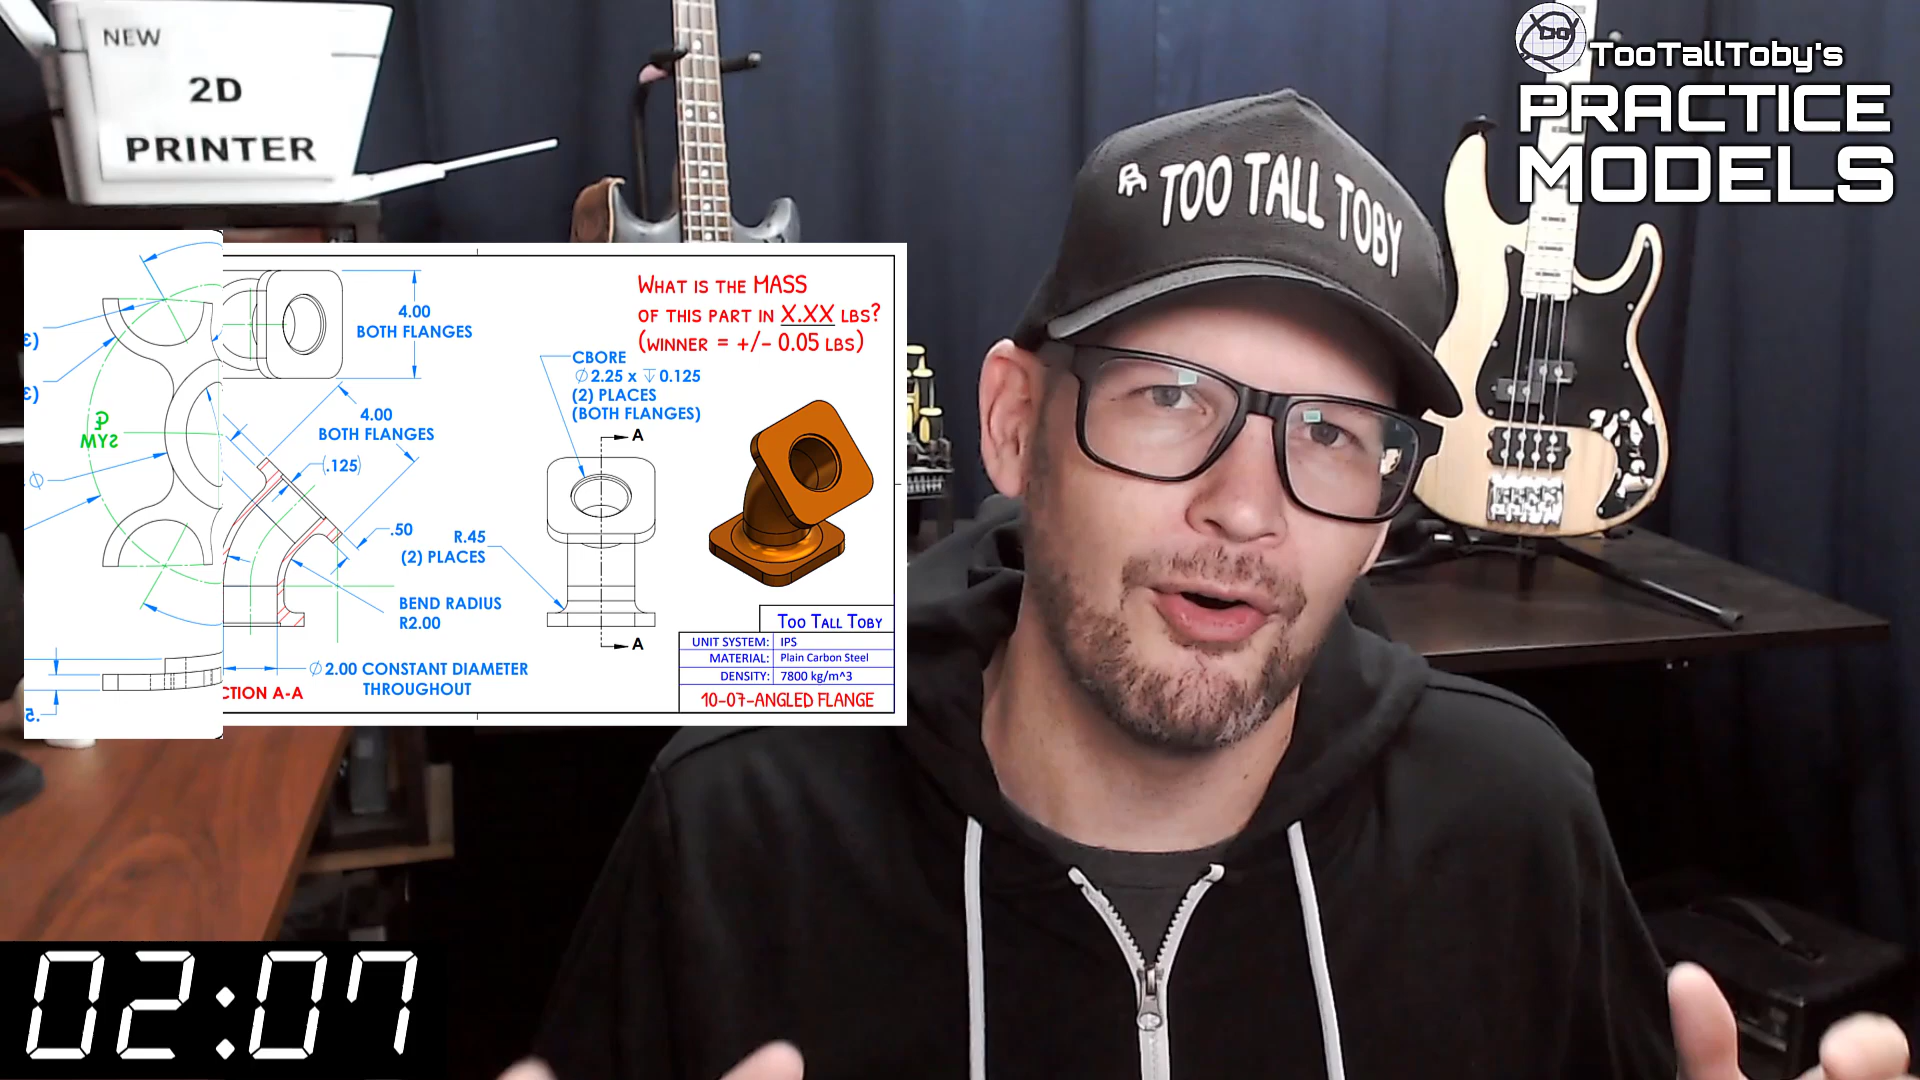 NEW
2D
PRINTER
TooTallToby's
PRACTICE
MODELS
TOO TALL TOBY
WHAT IS THE MASS
OF THIS PART IN X.XX LBS?
(WINNER = +/- 0.05 LBS)
4.00
BOTH FLANGES
CBORE
∅2.25 x ↧0.125
(2) PLACES
(BOTH FLANGES)
A
4.00
BOTH FLANGES
(.125)
.50
R.45
(2) PLACES
BEND RADIUS
R2.00
A
∅2.00 CONSTANT DIAMETER
THROUGHOUT
CTION A-A
SYM
TOO TALL TOBY
UNIT SYSTEM: IPS
MATERIAL: Plain Carbon Steel
DENSITY: 7800 kg/m^3
10-07-ANGLED FLANGE
02:07